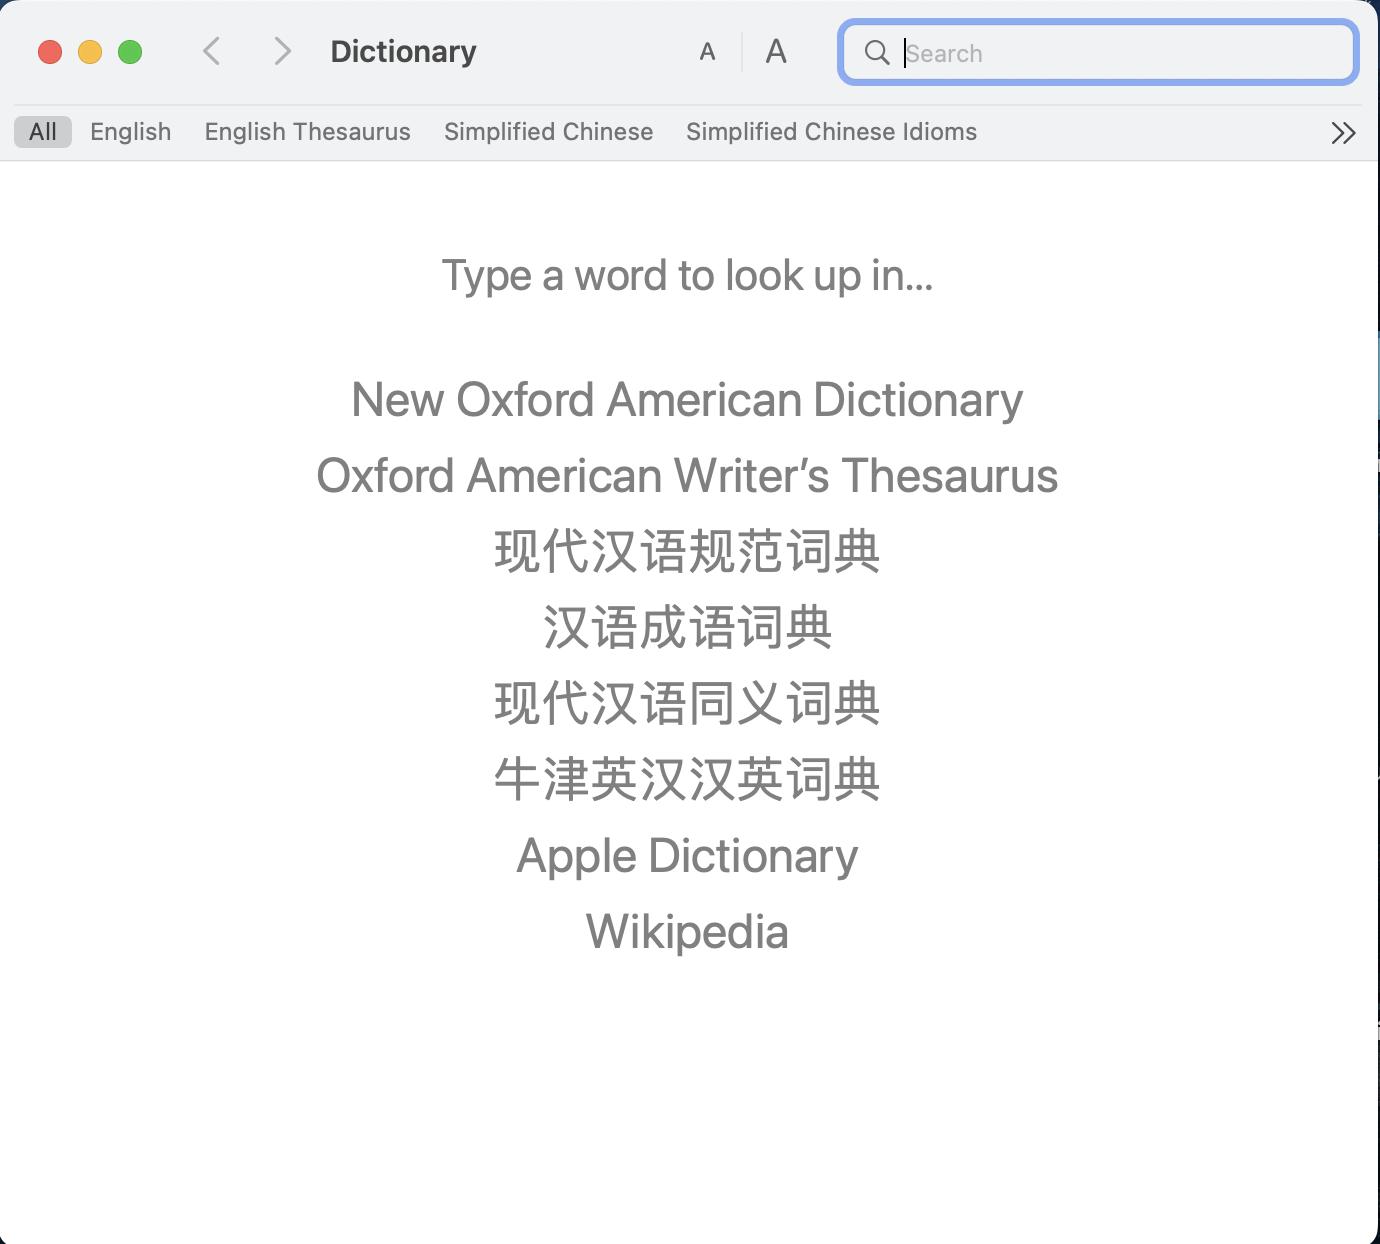 Dictionary A A Search
All English English Thesaurus Simplified Chinese Simplified Chinese Idioms
Type a word to look up in...
New Oxford American Dictionary
Oxford American Writer’s Thesaurus
现代汉语规范词典
汉语成语词典
现代汉语同义词典
牛津英汉汉英词典
Apple Dictionary
Wikipedia